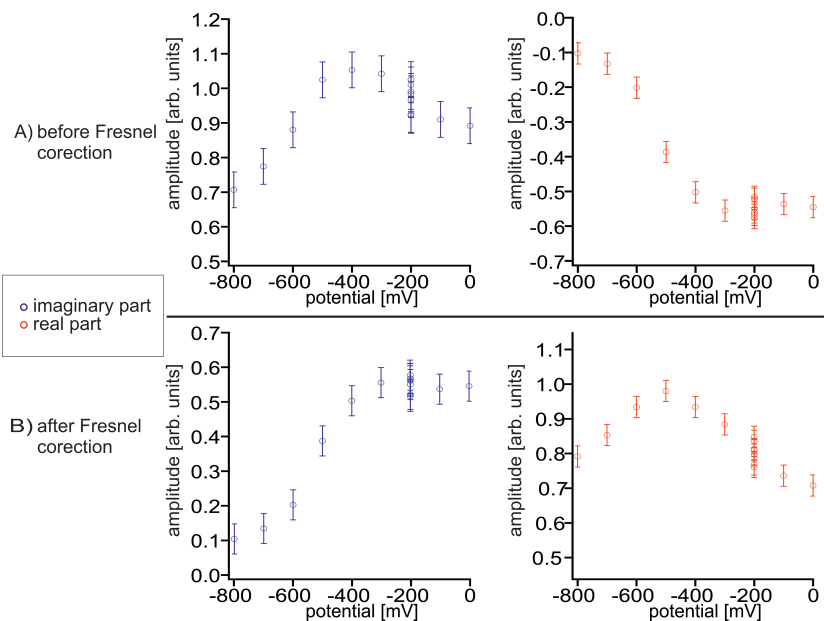 1.2
1.1
1.0
0.9
0.8
0.7
0.6
0.5
amplitude [arb. units]
-800 -600 -400 -200 0
potential [mV]
0.0
-0.1
-0.2
-0.3
-0.4
-0.5
-0.6
-0.7
amplitude [arb. units]
-800 -600 -400 -200 0
potential [mV]
A) before Fresnel
corection
imaginary part
real part
B) after Fresnel
corection
0.7
0.6
0.5
0.4
0.3
0.2
0.1
0.0
amplitude [arb. units]
-800 -600 -400 -200 0
potential [mV]
1.1
1.0
0.9
0.8
0.7
0.6
0.5
amplitude [arb. units]
-800 -600 -400 -200 0
potential [mV]